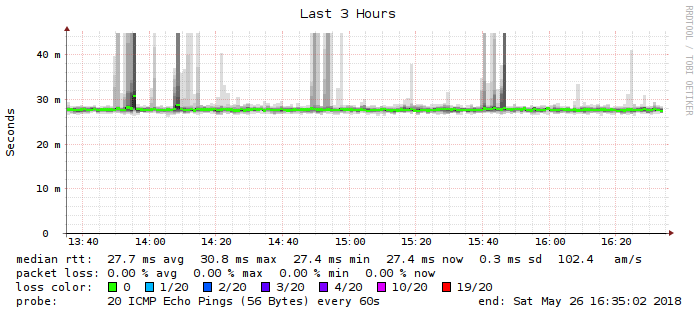 Last 3 Hours
RRDTOOL / TOBI OETIKER
Seconds
40 m
30 m
20 m
10 m
0
13:40 14:00 14:20 14:40 15:00 15:20 15:40 16:00 16:20
median rtt: 27.7 ms avg 30.8 ms max 27.4 ms min 27.4 ms now 0.3 ms sd 102.4 am/s
packet loss: 0.00 % avg 0.00 % max 0.00 % min 0.00 % now
loss color: 0 1/20 2/20 3/20 4/20 10/20 19/20
probe: 20 ICMP Echo Pings (56 Bytes) every 60s end: Sat May 26 16:35:02 2018